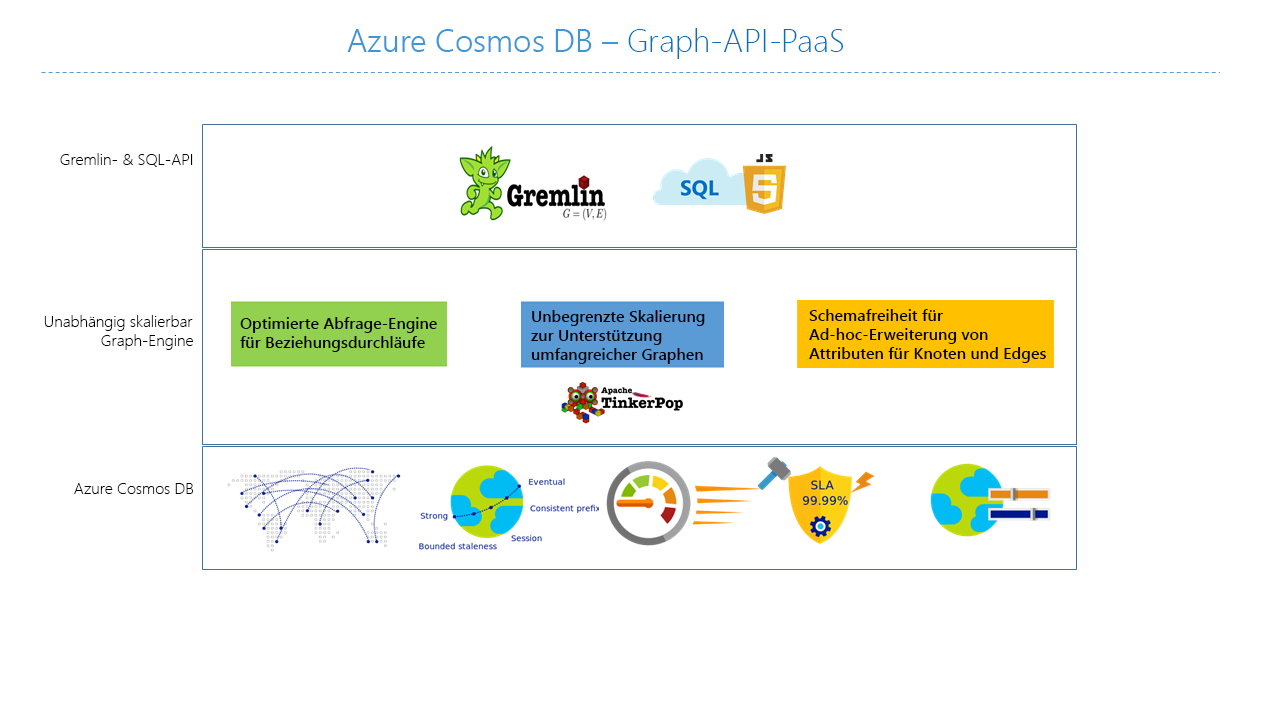 Azure Cosmos DB – Graph-API-PaaS
Gremlin- & SQL-API
Gremlin
G = (V, E)
SQL
JS
5
Unabhängig skalierbar
Graph-Engine
Optimierte Abfrage-Engine
für Beziehungsdurchläufe
Unbegrenzte Skalierung
zur Unterstützung
umfangreicher Graphen
Schemafreiheit für
Ad-hoc-Erweiterung von
Attributen für Knoten und Edges
Apache
TinkerPop
Azure Cosmos DB
Strong
Bounded staleness
Session
Consistent prefix
Eventual
SLA
99.99%